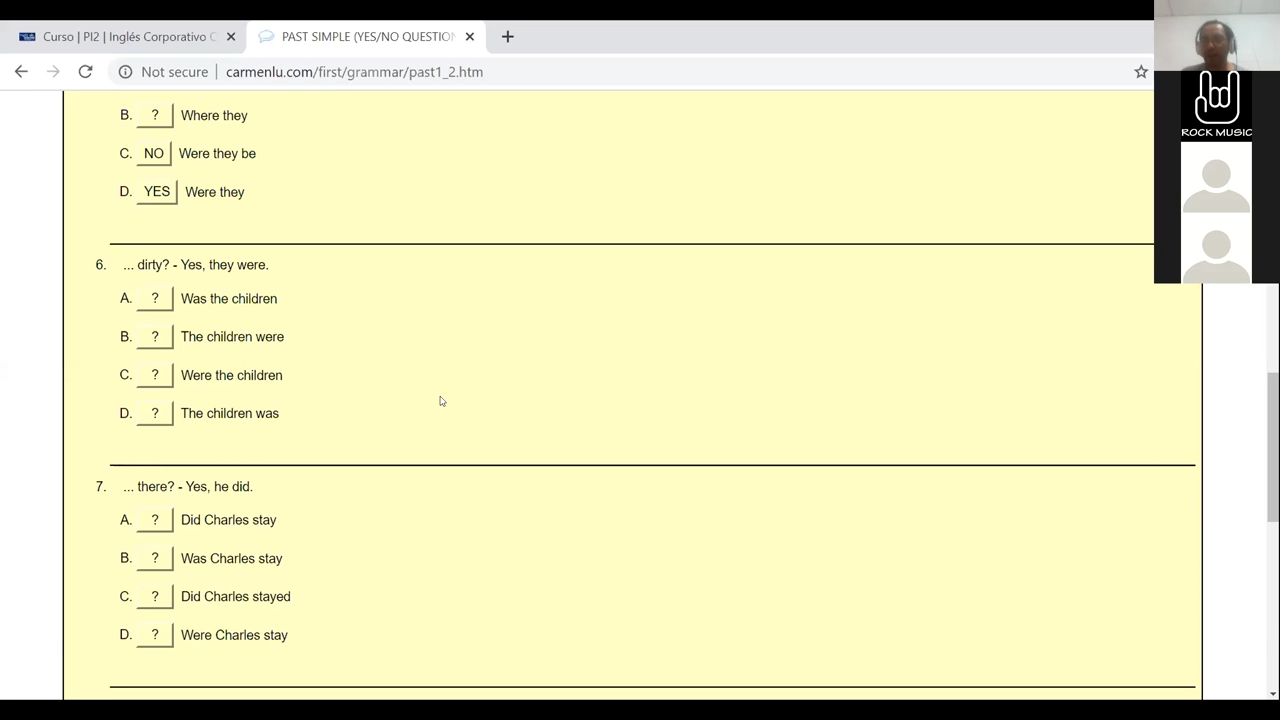 Curso | PI2 | Inglés Corporativo C
PAST SIMPLE (YES/NO QUESTION
Not secure
carmenlu.com/first/grammar/past1_2.htm
ROCK MUSIC
B. ? Where they
C. NO Were they be
D. YES Were they
6. ... dirty? - Yes, they were.
A. ? Was the children
B. ? The children were
C. ? Were the children
D. ? The children was
7. ... there? - Yes, he did.
A. ? Did Charles stay
B. ? Was Charles stay
C. ? Did Charles stayed
D. ? Were Charles stay